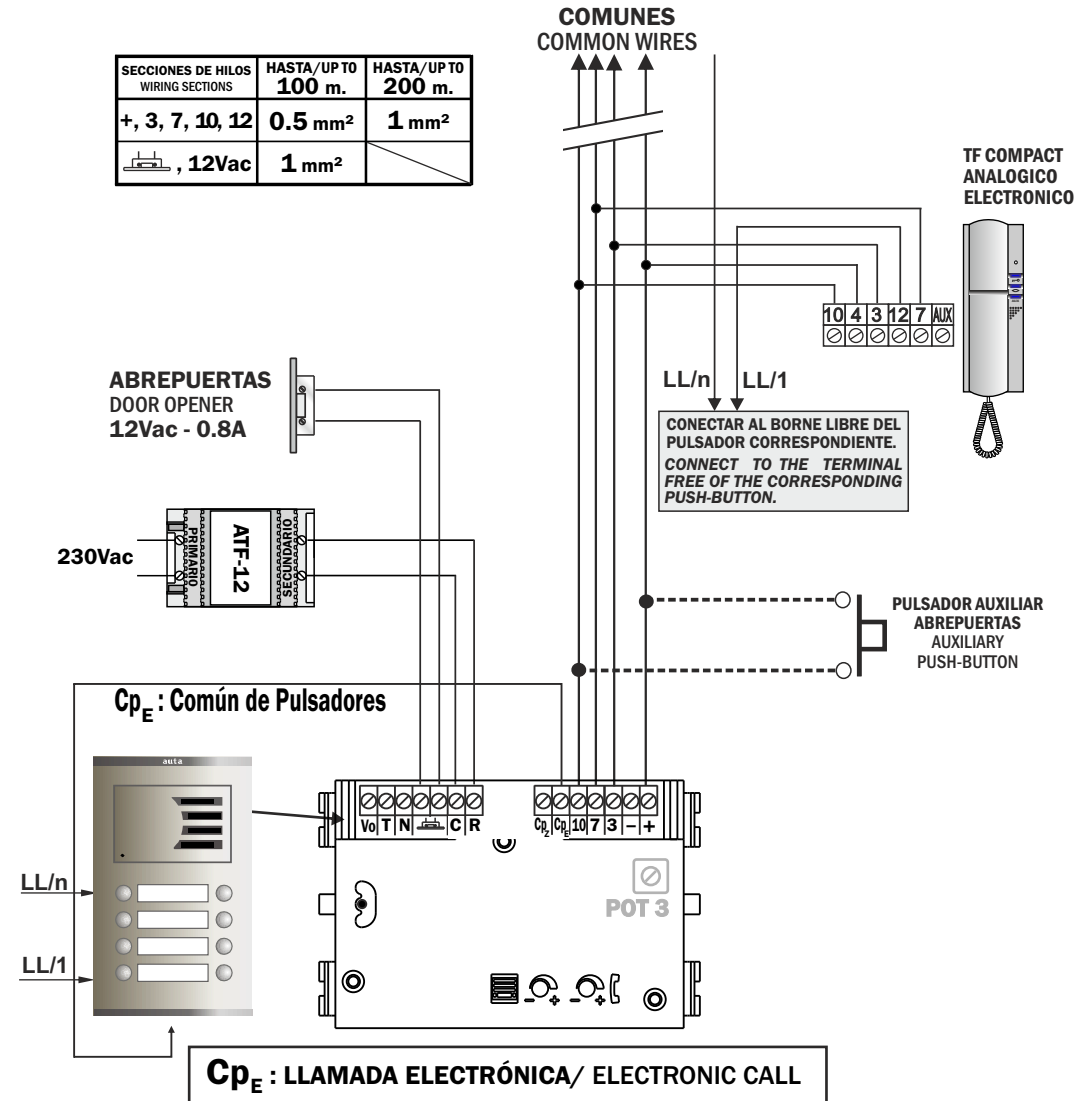 COMUNES
COMMON WIRES
SECCIONES DE HILOS
WIRING SECTIONS
HASTA/UP TO
100 m.
HASTA/UP TO
200 m.
+, 3, 7, 10, 12
0.5 mm²
1 mm²
, 12Vac
1 mm²
TF COMPACT
ANALOGICO
ELECTRONICO
10 4 3 12 7 AUX
LL/n
LL/1
CONECTAR AL BORNE LIBRE DEL
PULSADOR CORRESPONDIENTE.
CONNECT TO THE TERMINAL
FREE OF THE CORRESPONDING
PUSH-BUTTON.
ABREPUERTAS
DOOR OPENER
12Vac - 0.8A
230Vac
PRIMARIO
ATF-12
SECUNDARIO
PULSADOR AUXILIAR
ABREPUERTAS
AUXILIARY
PUSH-BUTTON
CpE : Común de Pulsadores
auta
Vo T N C R
CpZ CpE 10 7 3 − +
POT 3
LL/n
LL/1
− + − +
CpE : LLAMADA ELECTRÓNICA/ ELECTRONIC CALL